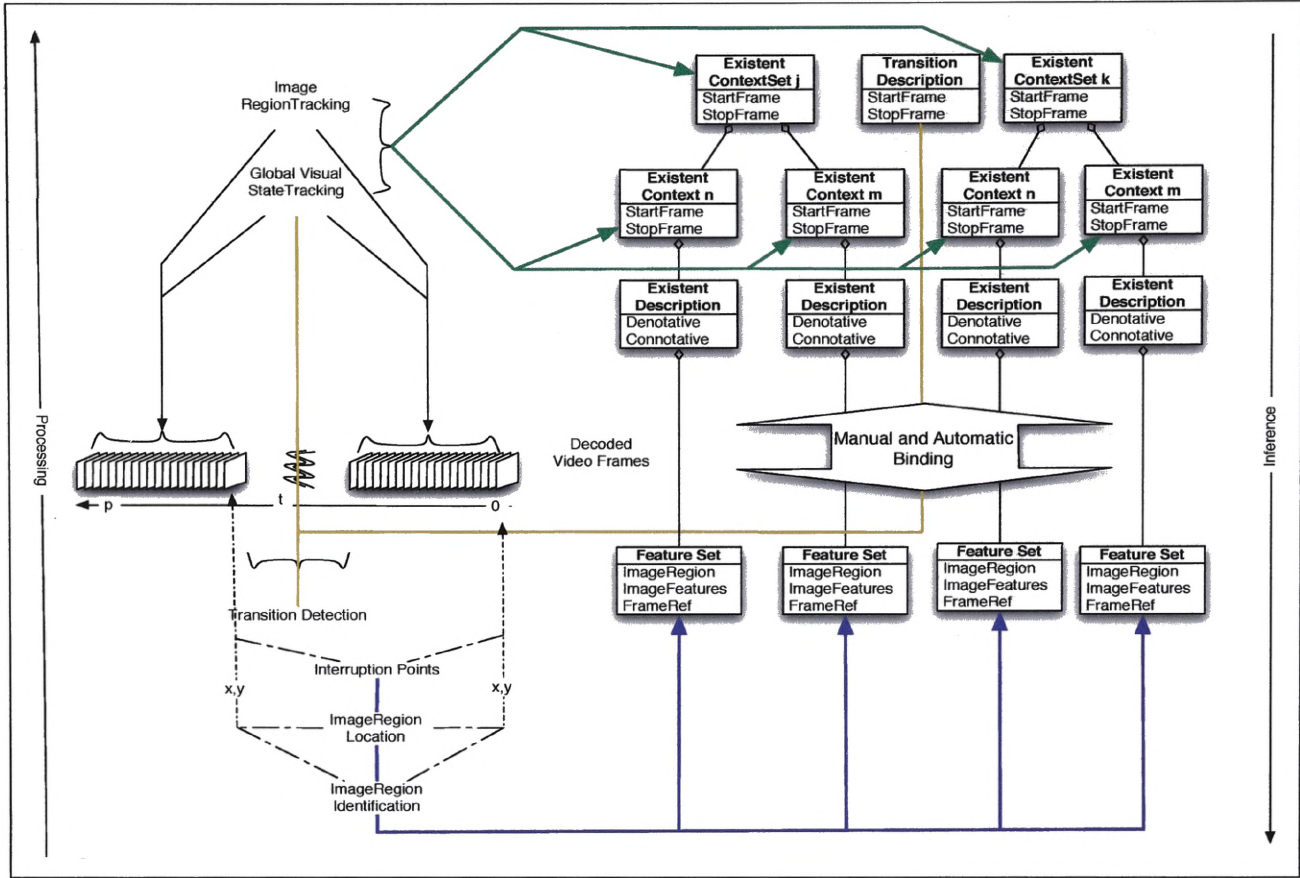 Image
RegionTracking
Global Visual
StateTracking
Existent
ContextSet j
StartFrame
StopFrame
Transition
Description
StartFrame
StopFrame
Existent
ContextSet k
StartFrame
StopFrame
Existent
Context n
StartFrame
StopFrame
Existent
Context m
StartFrame
StopFrame
Existent
Context n
StartFrame
StopFrame
Existent
Context m
StartFrame
StopFrame
Existent
Description
Denotative
Connotative
Existent
Description
Denotative
Connotative
Existent
Description
Denotative
Connotative
Existent
Description
Denotative
Connotative
Processing
Inference
Decoded
Video Frames
Manual and Automatic
Binding
p
t
0
Transition Detection
Interruption Points
x,y
x,y
ImageRegion
Location
ImageRegion
Identification
Feature Set
ImageRegion
ImageFeatures
FrameRef
Feature Set
ImageRegion
ImageFeatures
FrameRef
Feature Set
ImageRegion
ImageFeatures
FrameRef
Feature Set
ImageRegion
ImageFeatures
FrameRef